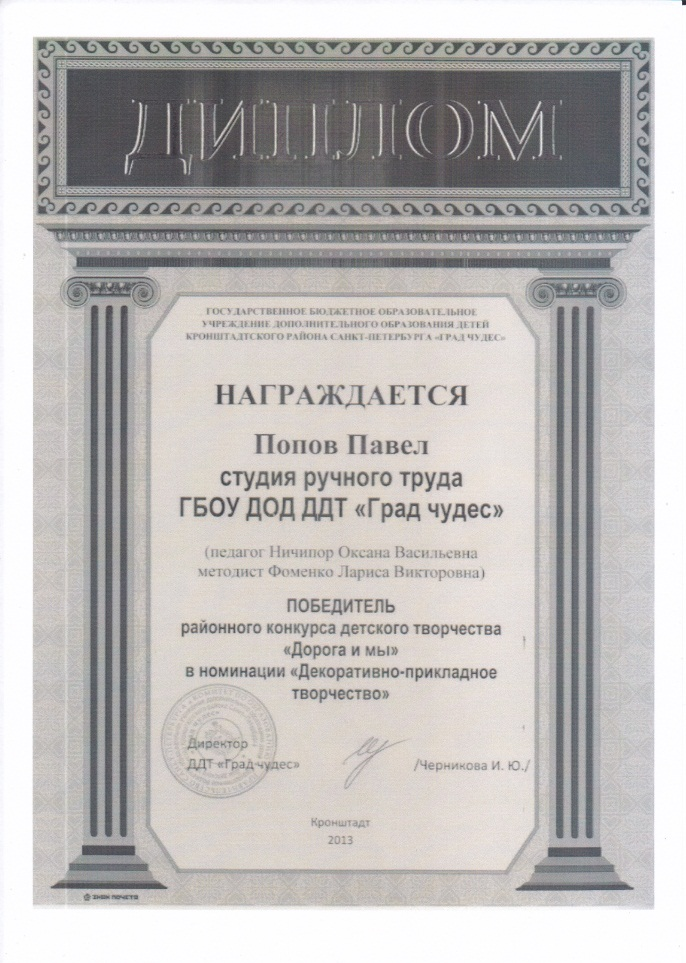 ДИПЛОМ
ГОСУДАРСТВЕННОЕ БЮДЖЕТНОЕ ОБРАЗОВАТЕЛЬНОЕ
УЧРЕЖДЕНИЕ ДОПОЛНИТЕЛЬНОГО ОБРАЗОВАНИЯ ДЕТЕЙ
КРОНШТАДТСКОГО РАЙОНА САНКТ-ПЕТЕРБУРГА «ГРАД ЧУДЕС»
НАГРАЖДАЕТСЯ
Попов Павел
студия ручного труда
ГБОУ ДОД ДДТ «Град чудес»
(педагог Ничипор Оксана Васильевна
методист Фоменко Лариса Викторовна)
ПОБЕДИТЕЛЬ
районного конкурса детского творчества
«Дорога и мы»
в номинации «Декоративно-прикладное
творчество»
Директор
ДДТ «Град чудес» /Черникова И. Ю./
Кронштадт
2013
ЗНАК ПОЧЕТА